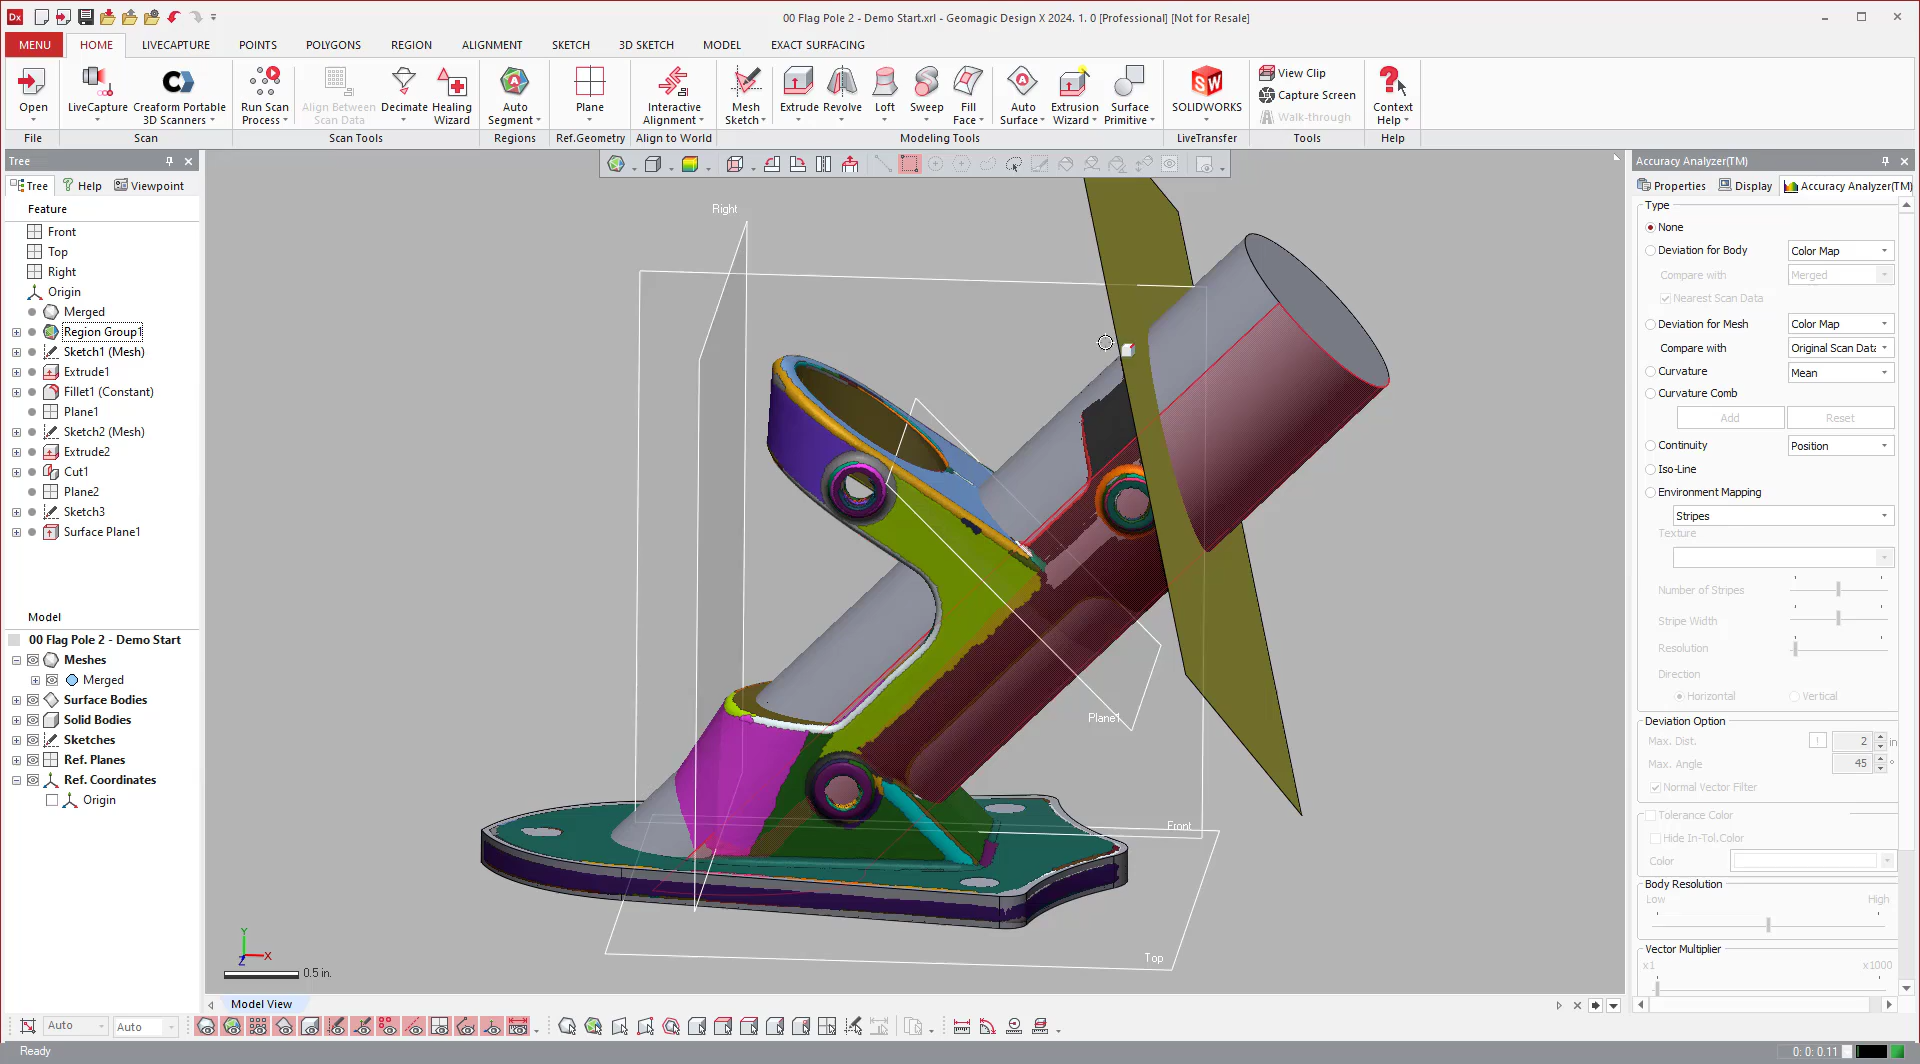 00 Flag Pole 2 - Demo Start.xrl - Geomagic Design X 2024. 1. 0 [Professional] [Not for Resale]
MENU HOME LIVECAPTURE POINTS POLYGONS REGION ALIGNMENT SKETCH 3D SKETCH MODEL EXACT SURFACING
Open
LiveCapture
Creaform Portable 3D Scanners
Run Scan Process
Align Between Scan Data
Decimate
Healing Wizard
Auto Segment
Plane
Interactive Alignment
Mesh Sketch
Extrude
Revolve
Loft
Sweep
Fill Face
Auto Surface
Extrusion Wizard
Surface Primitive
SOLIDWORKS
View Clip
Capture Screen
Walk-through
Context Help
File Scan Scan Tools Regions Ref.Geometry Align to World Modeling Tools LiveTransfer Tools Help
Tree
Tree Help Viewpoint
Feature
Front
Top
Right
Origin
Merged
Region Group1
Sketch1 (Mesh)
Extrude1
Fillet1 (Constant)
Plane1
Sketch2 (Mesh)
Extrude2
Cut1
Plane2
Sketch3
Surface Plane1
Model
00 Flag Pole 2 - Demo Start
Meshes
Merged
Surface Bodies
Solid Bodies
Sketches
Ref. Planes
Ref. Coordinates
Origin
Right
Plane1
Front
Top
Y
X
Z
0.5 in.
Model View
Accuracy Analyzer(TM)
Properties Display Accuracy Analyzer(TM)
Type
None
Deviation for Body Color Map
Compare with Merged
Nearest Scan Data
Deviation for Mesh Color Map
Compare with Original Scan Data
Curvature Mean
Curvature Comb
Add Reset
Continuity Position
Iso-Line
Environment Mapping
Stripes
Texture
Number of Stripes
Stripe Width
Resolution
Direction
Horizontal Vertical
Deviation Option
Max. Dist. ! 2 in
Max. Angle 45 °
Normal Vector Filter
Tolerance Color
Hide In-Tol.Color
Color
Body Resolution
Low High
Vector Multiplier
x1 x1000
Auto Auto
Ready
0: 0: 0.11